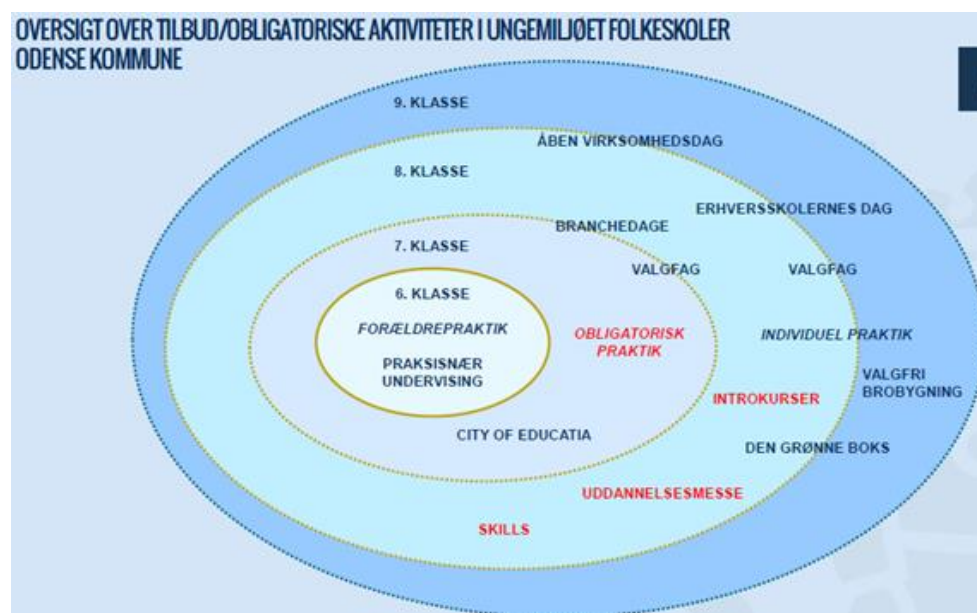 OVERSIGT OVER TILBUD/OBLIGATORISKE AKTIVITETER I UNGEMILJØET FOLKESKOLER
ODENSE KOMMUNE
9. KLASSE
ÅBEN VIRKSOMHEDSDAG
8. KLASSE
ERHVERSSKOLERNES DAG
BRANCHEDAGE
7. KLASSE
VALGFAG
VALGFAG
6. KLASSE
FORÆLDREPRAKTIK
OBLIGATORISK
PRAKTIK
INDIVIDUEL PRAKTIK
PRAKSISNÆR
UNDERVISING
VALGFRI
BROBYGNING
INTROKURSER
CITY OF EDUCATIA
DEN GRØNNE BOKS
UDDANNELSESMESSE
SKILLS